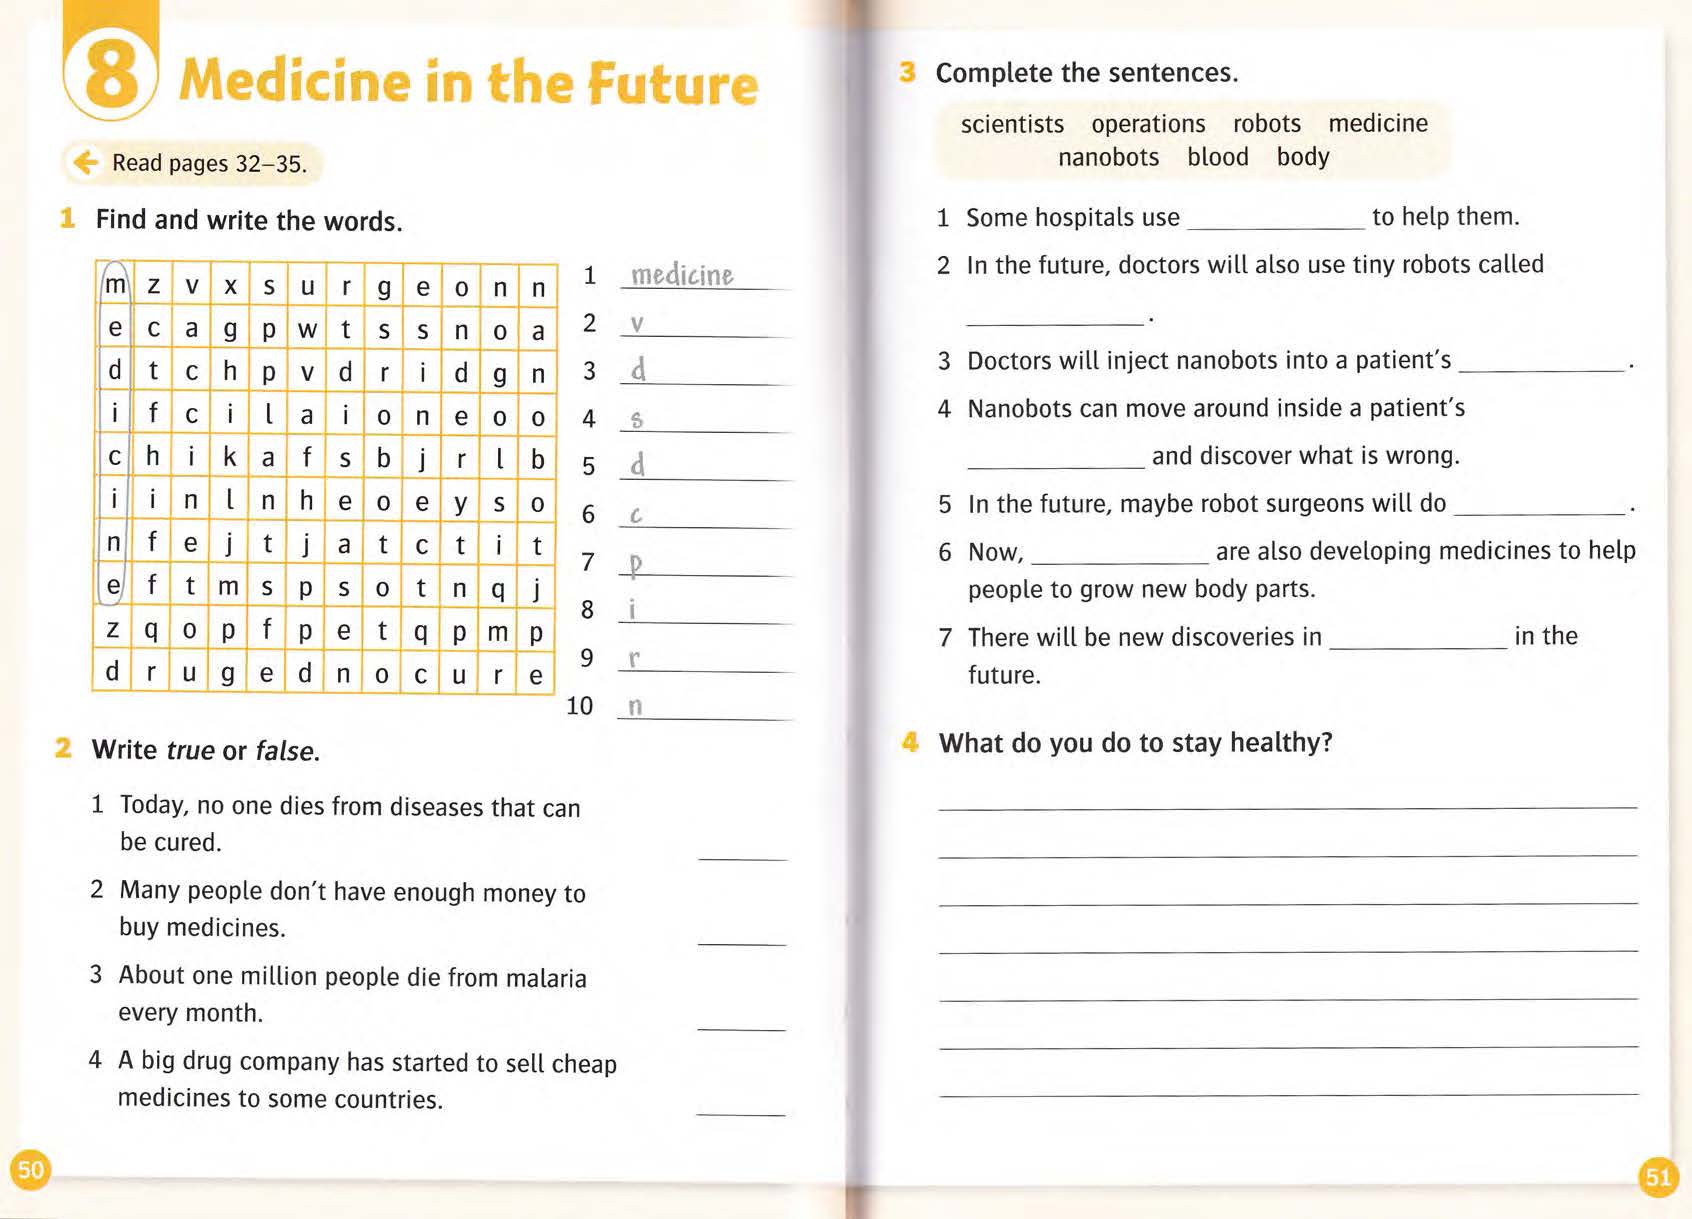 8 Medicine in the Future
Read pages 32–35.
1 Find and write the words.
m z v x s u r g e o n n
e c a g p w t s s n o a
d t c h p v d r i d g n
i f c i l a i o n e o o
c h i k a f s b j r l b
i i n l n h e o e y s o
n f e j t j a t c t i t
e f t m s p s o t n q j
z q o p f p e t q p m p
d r u g e d n o c u r e
1 medicine
2 v
3 d
4 s
5 d
6 c
7 p
8 i
9 r
10 n
2 Write true or false.
1 Today, no one dies from diseases that can
be cured.
2 Many people don't have enough money to
buy medicines.
3 About one million people die from malaria
every month.
4 A big drug company has started to sell cheap
medicines to some countries.
50
3 Complete the sentences.
scientists operations robots medicine
nanobots blood body
1 Some hospitals use ____________ to help them.
2 In the future, doctors will also use tiny robots called
____________.
3 Doctors will inject nanobots into a patient's ____________.
4 Nanobots can move around inside a patient's
____________ and discover what is wrong.
5 In the future, maybe robot surgeons will do ____________.
6 Now, ____________ are also developing medicines to help
people to grow new body parts.
7 There will be new discoveries in ____________ in the
future.
4 What do you do to stay healthy?
51